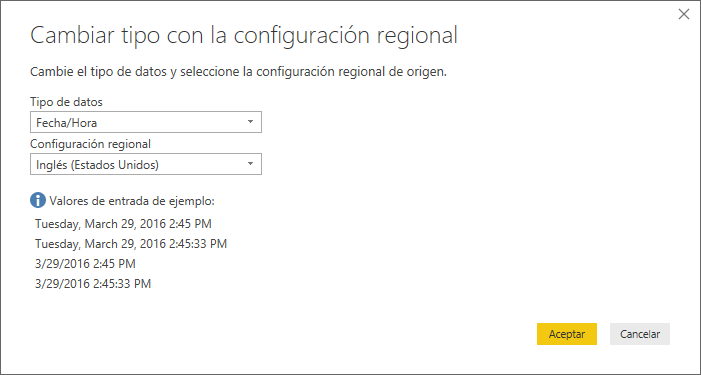 Cambiar tipo con la configuración regional
Cambie el tipo de datos y seleccione la configuración regional de origen.
Tipo de datos
Fecha/Hora
Configuración regional
Inglés (Estados Unidos)
Valores de entrada de ejemplo:
Tuesday, March 29, 2016 2:45 PM
Tuesday, March 29, 2016 2:45:33 PM
3/29/2016 2:45 PM
3/29/2016 2:45:33 PM
Aceptar
Cancelar